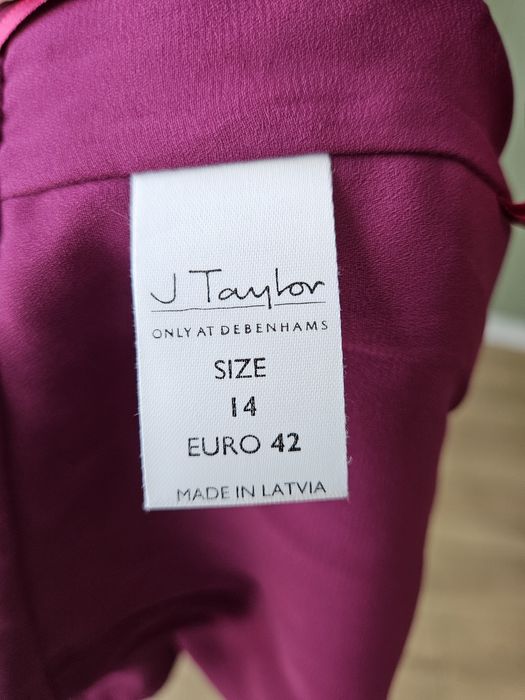 J Taylor
ONLY AT DEBENHAMS
SIZE
14
EURO 42
MADE IN LATVIA